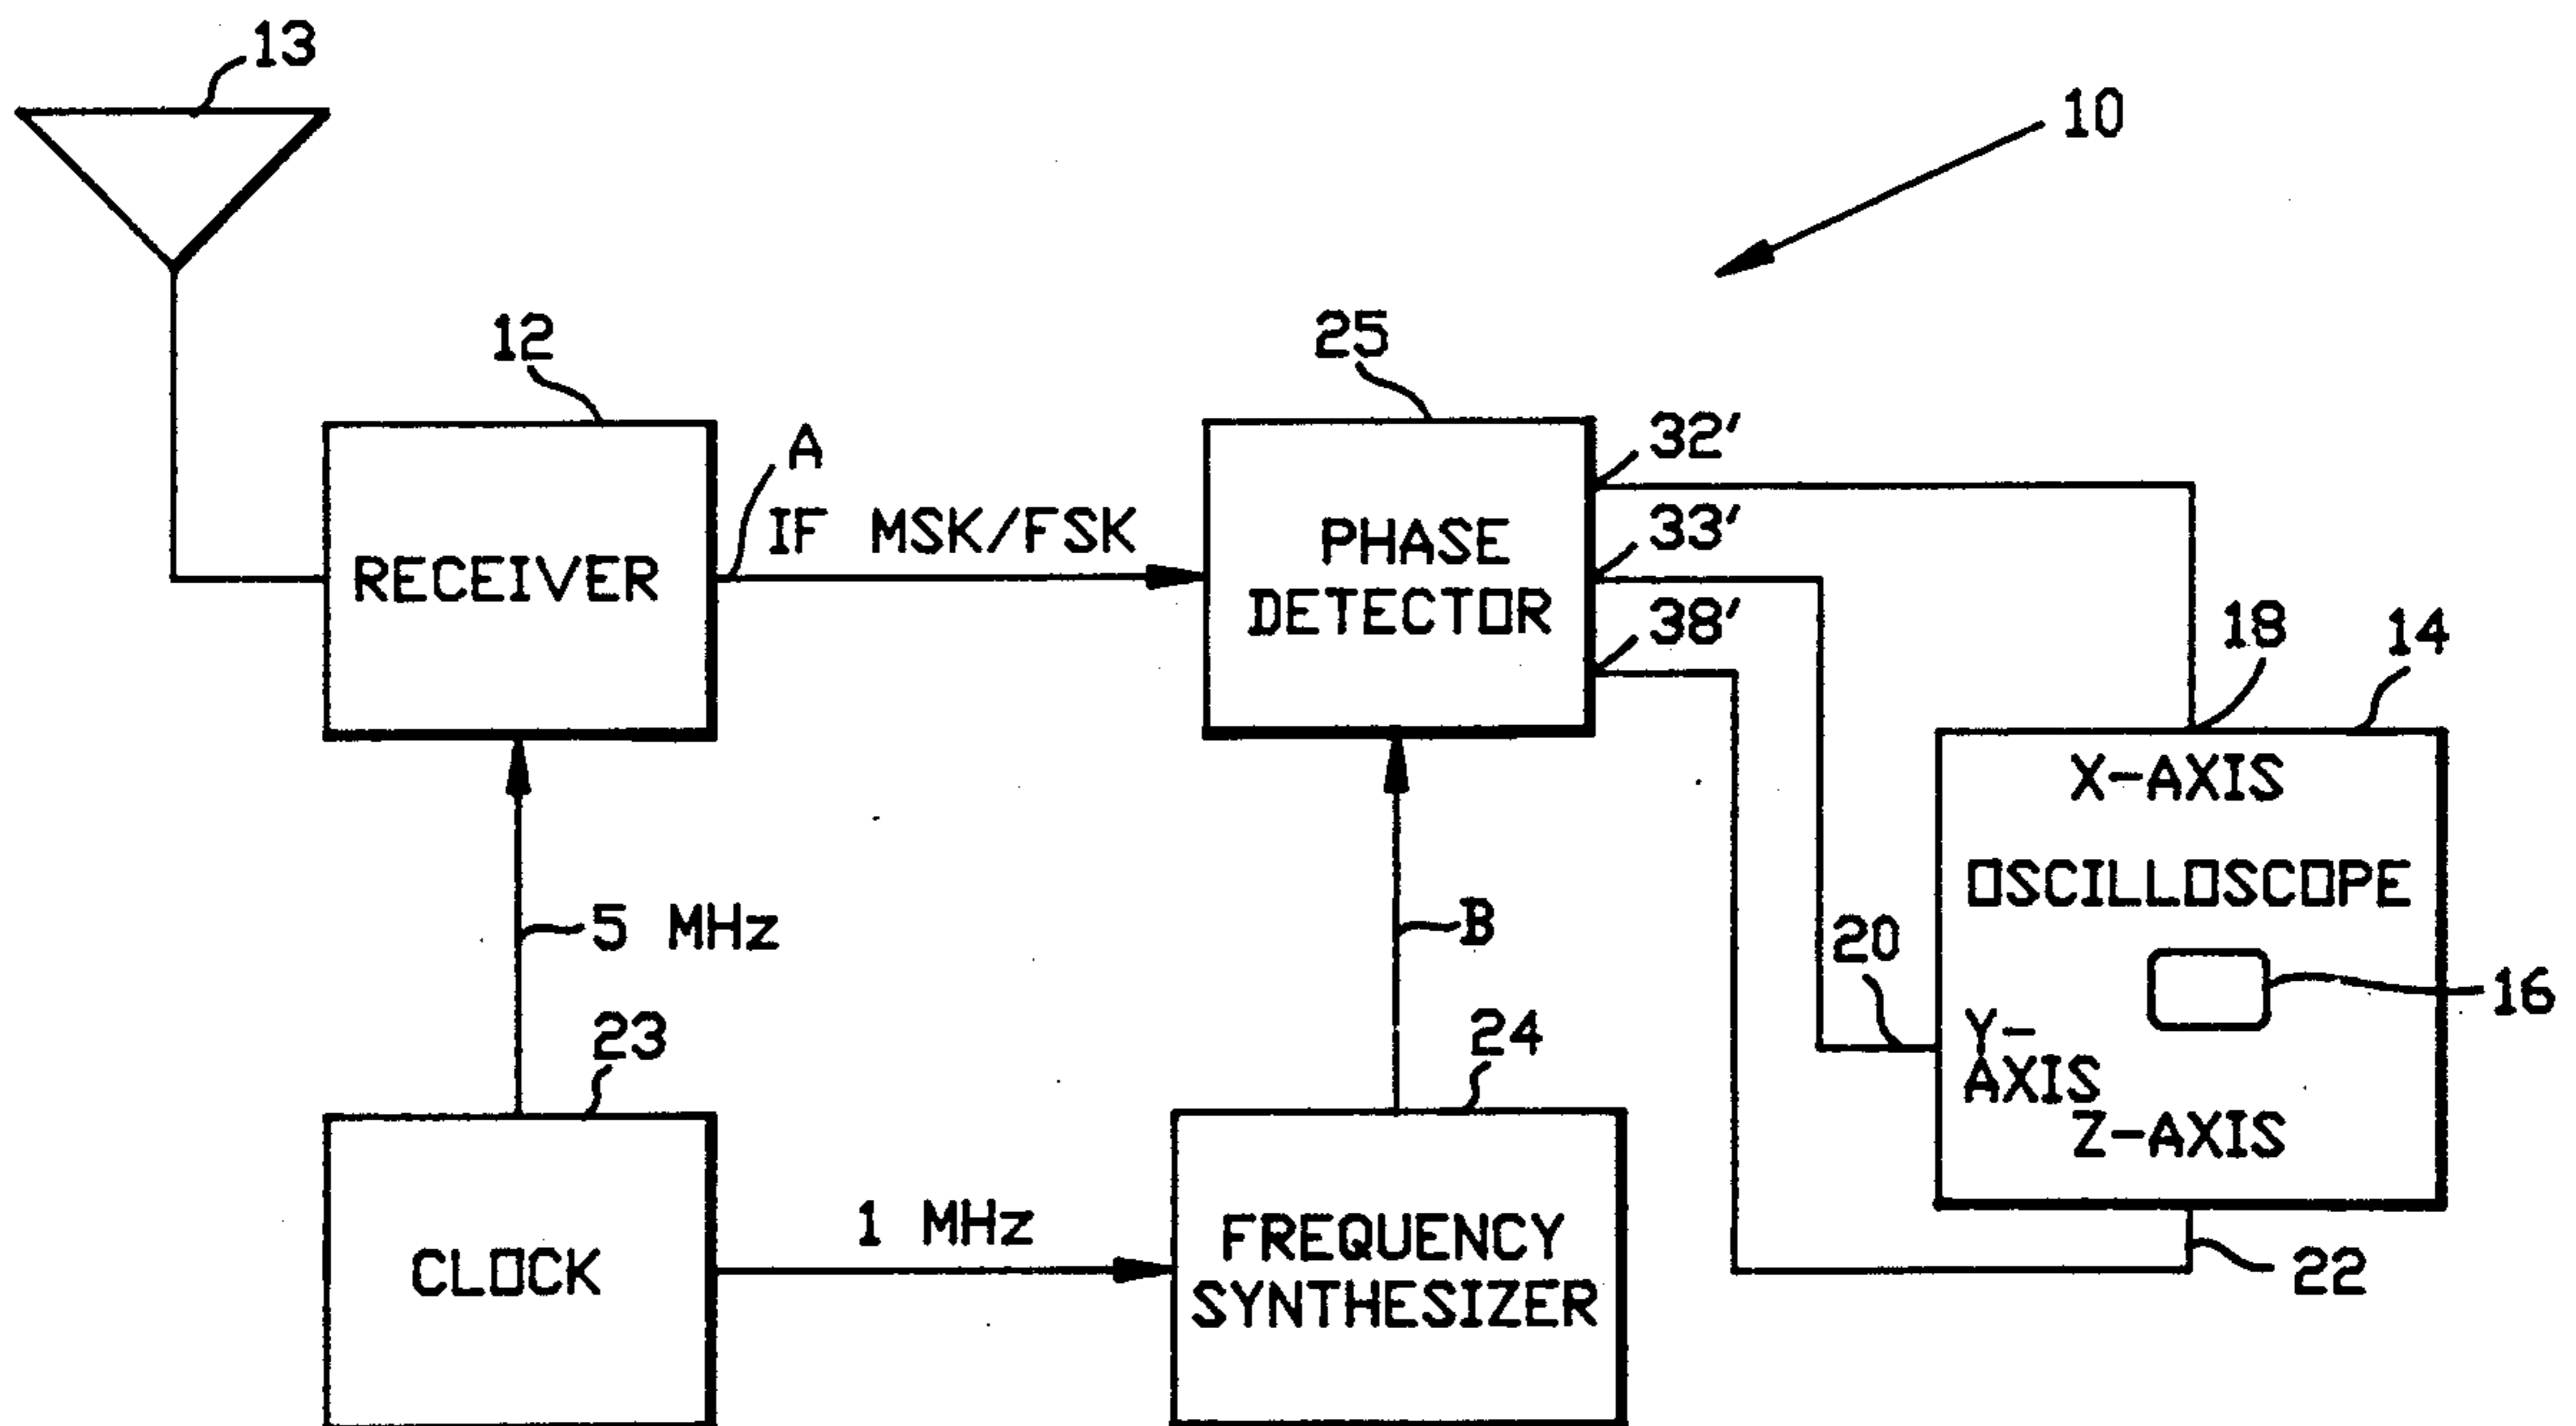 13
10
12
25
A
32'
IF MSK/FSK
33'
PHASE
DETECTOR
RECEIVER
38'
18
14
X-AXIS
OSCILLOSCOPE
5 MHz
B
20
16
23
24
Y-
AXIS
Z-AXIS
1 MHz
FREQUENCY
SYNTHESIZER
CLOCK
22